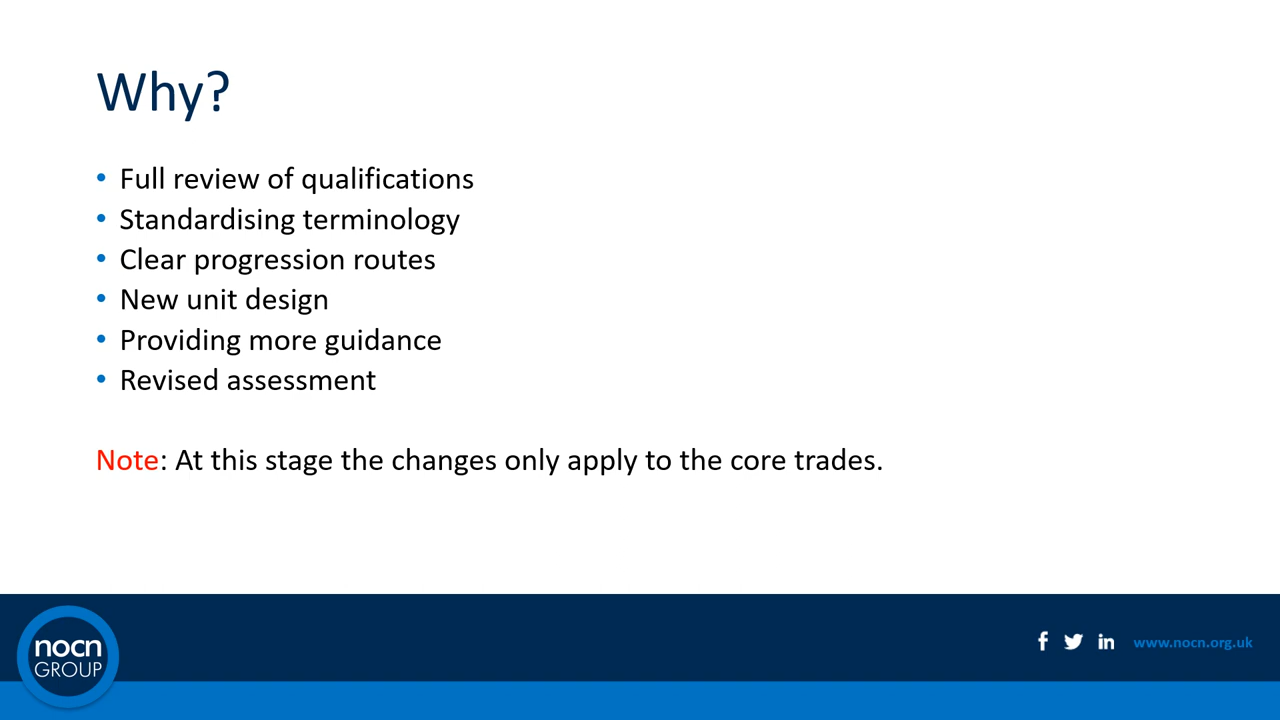 Why?
• Full review of qualifications
• Standardising terminology
• Clear progression routes
• New unit design
• Providing more guidance
• Revised assessment
Note: At this stage the changes only apply to the core trades.
nocn
GROUP
www.nocn.org.uk